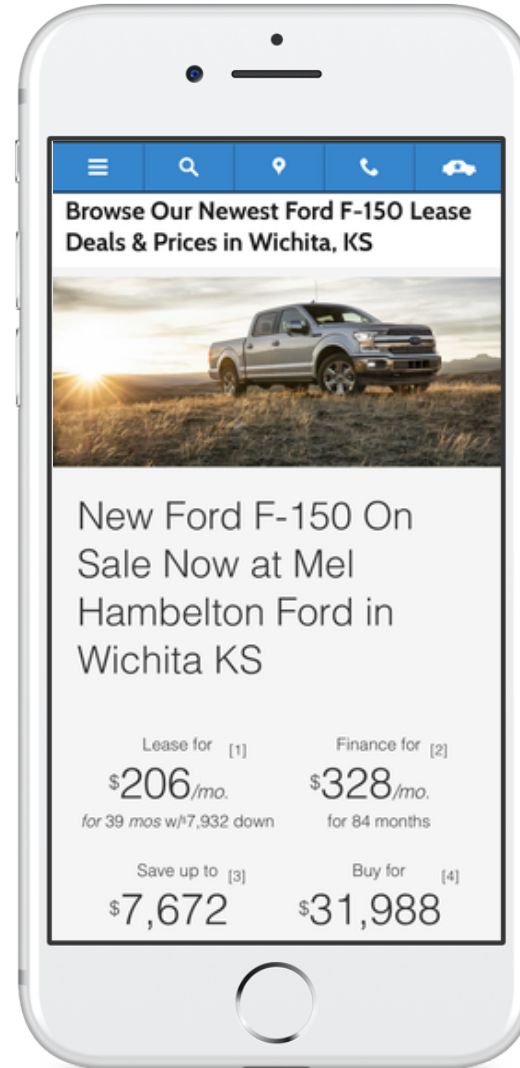 Browse Our Newest Ford F-150 Lease
Deals & Prices in Wichita, KS
New Ford F-150 On
Sale Now at Mel
Hambelton Ford in
Wichita KS
Lease for [1]
$206/mo.
for 39 mos w/$7,932 down
Finance for [2]
$328/mo.
for 84 months
Save up to [3]
$7,672
Buy for [4]
$31,988